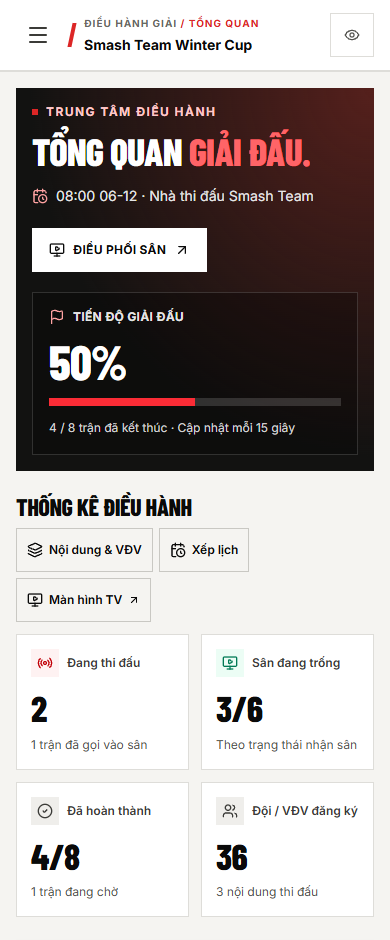 ĐIỀU HÀNH GIẢI / TỔNG QUAN
Smash Team Winter Cup
TRUNG TÂM ĐIỀU HÀNH
TỔNG QUAN GIẢI ĐẤU.
08:00 06-12 · Nhà thi đấu Smash Team
ĐIỀU PHỐI SÂN
TIẾN ĐỘ GIẢI ĐẤU
50%
4 / 8 trận đã kết thúc · Cập nhật mỗi 15 giây
THỐNG KÊ ĐIỀU HÀNH
Nội dung & VĐV
Xếp lịch
Màn hình TV
Đang thi đấu
2
1 trận đã gọi vào sân
Sân đang trống
3/6
Theo trạng thái nhận sân
Đã hoàn thành
4/8
1 trận đang chờ
Đội / VĐV đăng ký
36
3 nội dung thi đấu